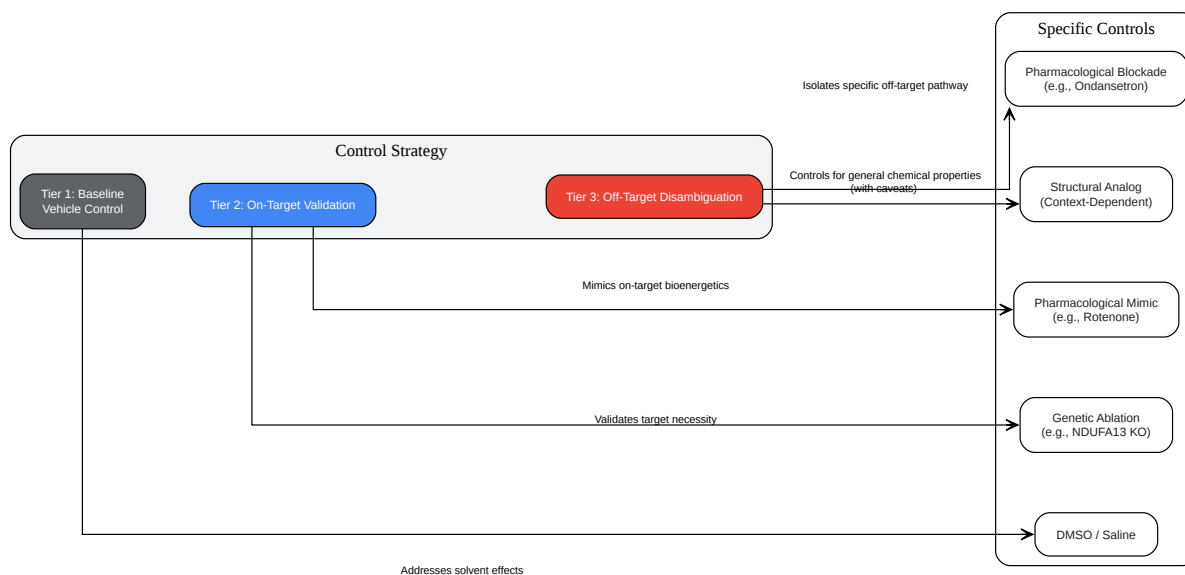 Specific Controls
Pharmacological Blockade
(e.g., Ondansetron)
Isolates specific off-target pathway
Control Strategy
Tier 1: Baseline
Vehicle Control
Tier 2: On-Target Validation
Tier 3: Off-Target Disambiguation
Controls for general chemical properties
(with caveats)
Structural Analog
(Context-Dependent)
Mimics on-target bioenergetics
Pharmacological Mimic
(e.g., Rotenone)
Validates target necessity
Genetic Ablation
(e.g., NDUFA13 KO)
DMSO / Saline
Addresses solvent effects